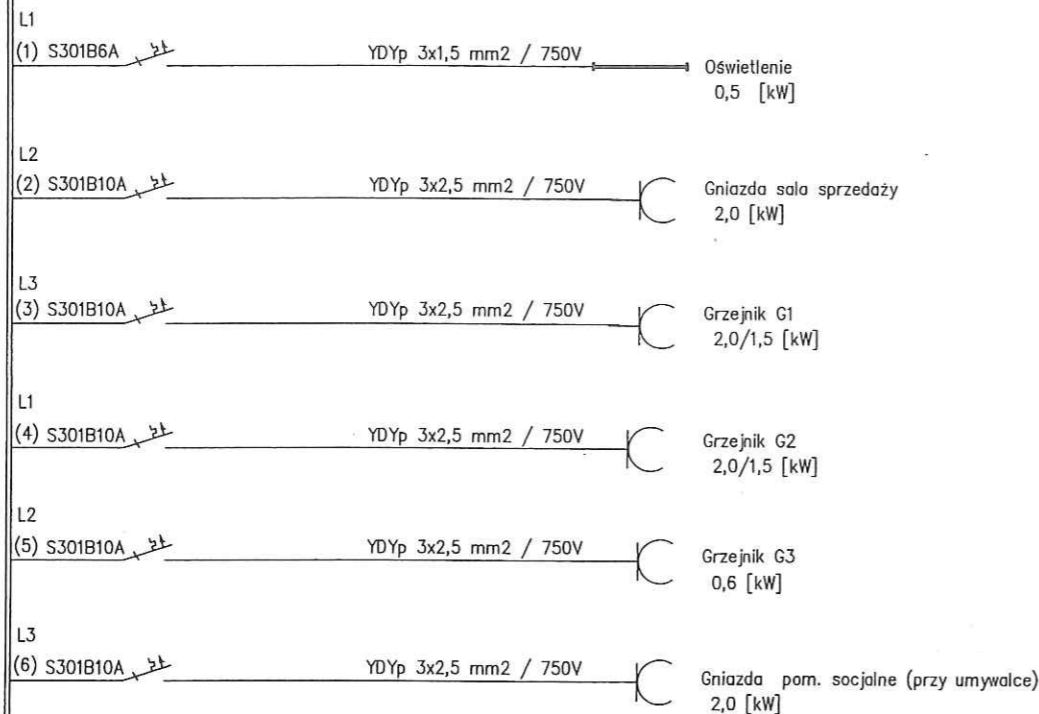 L1
(1) S301B6A YDYp 3x1,5 mm2 / 750V Oświetlenie
0,5 [kW]
L2
(2) S301B10A YDYp 3x2,5 mm2 / 750V Gniazda sala sprzedaży
2,0 [kW]
L3
(3) S301B10A YDYp 3x2,5 mm2 / 750V Grzejnik G1
2,0/1,5 [kW]
L1
(4) S301B10A YDYp 3x2,5 mm2 / 750V Grzejnik G2
2,0/1,5 [kW]
L2
(5) S301B10A YDYp 3x2,5 mm2 / 750V Grzejnik G3
0,6 [kW]
L3
(6) S301B10A YDYp 3x2,5 mm2 / 750V Gniazda pom. socjalne (przy umywalce)
2,0 [kW]